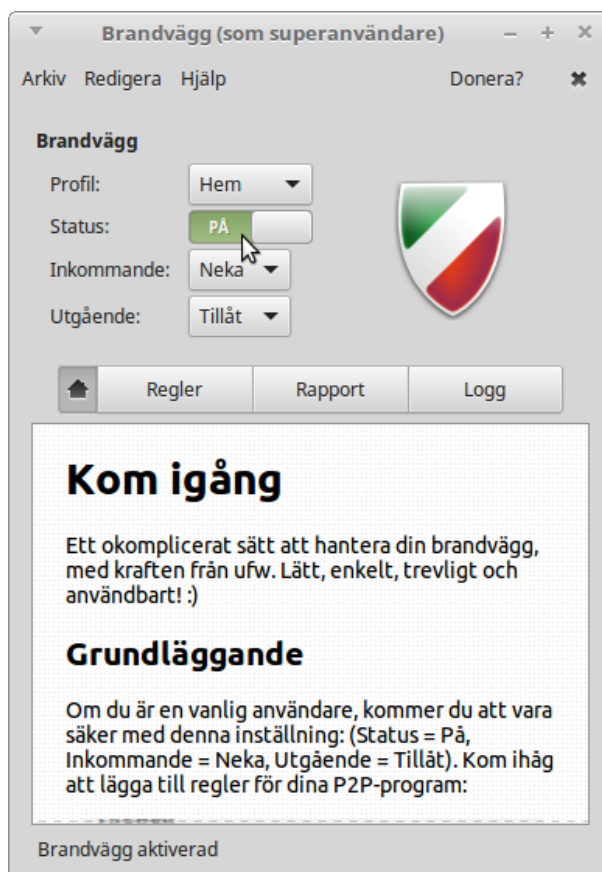 Brandvägg (som superanvändare)
Arkiv Redigera Hjälp Donera?
Brandvägg
Profil: Hem
Status: PÅ
Inkommande: Neka
Utgående: Tillåt
Regler Rapport Logg
Kom igång
Ett okomplicerat sätt att hantera din brandvägg,
med kraften från ufw. Lätt, enkelt, trevligt och
användbart! :)
Grundläggande
Om du är en vanlig användare, kommer du att vara
säker med denna inställning: (Status = På,
Inkommande = Neka, Utgående = Tillåt). Kom ihåg
att lägga till regler för dina P2P-program:
Brandvägg aktiverad